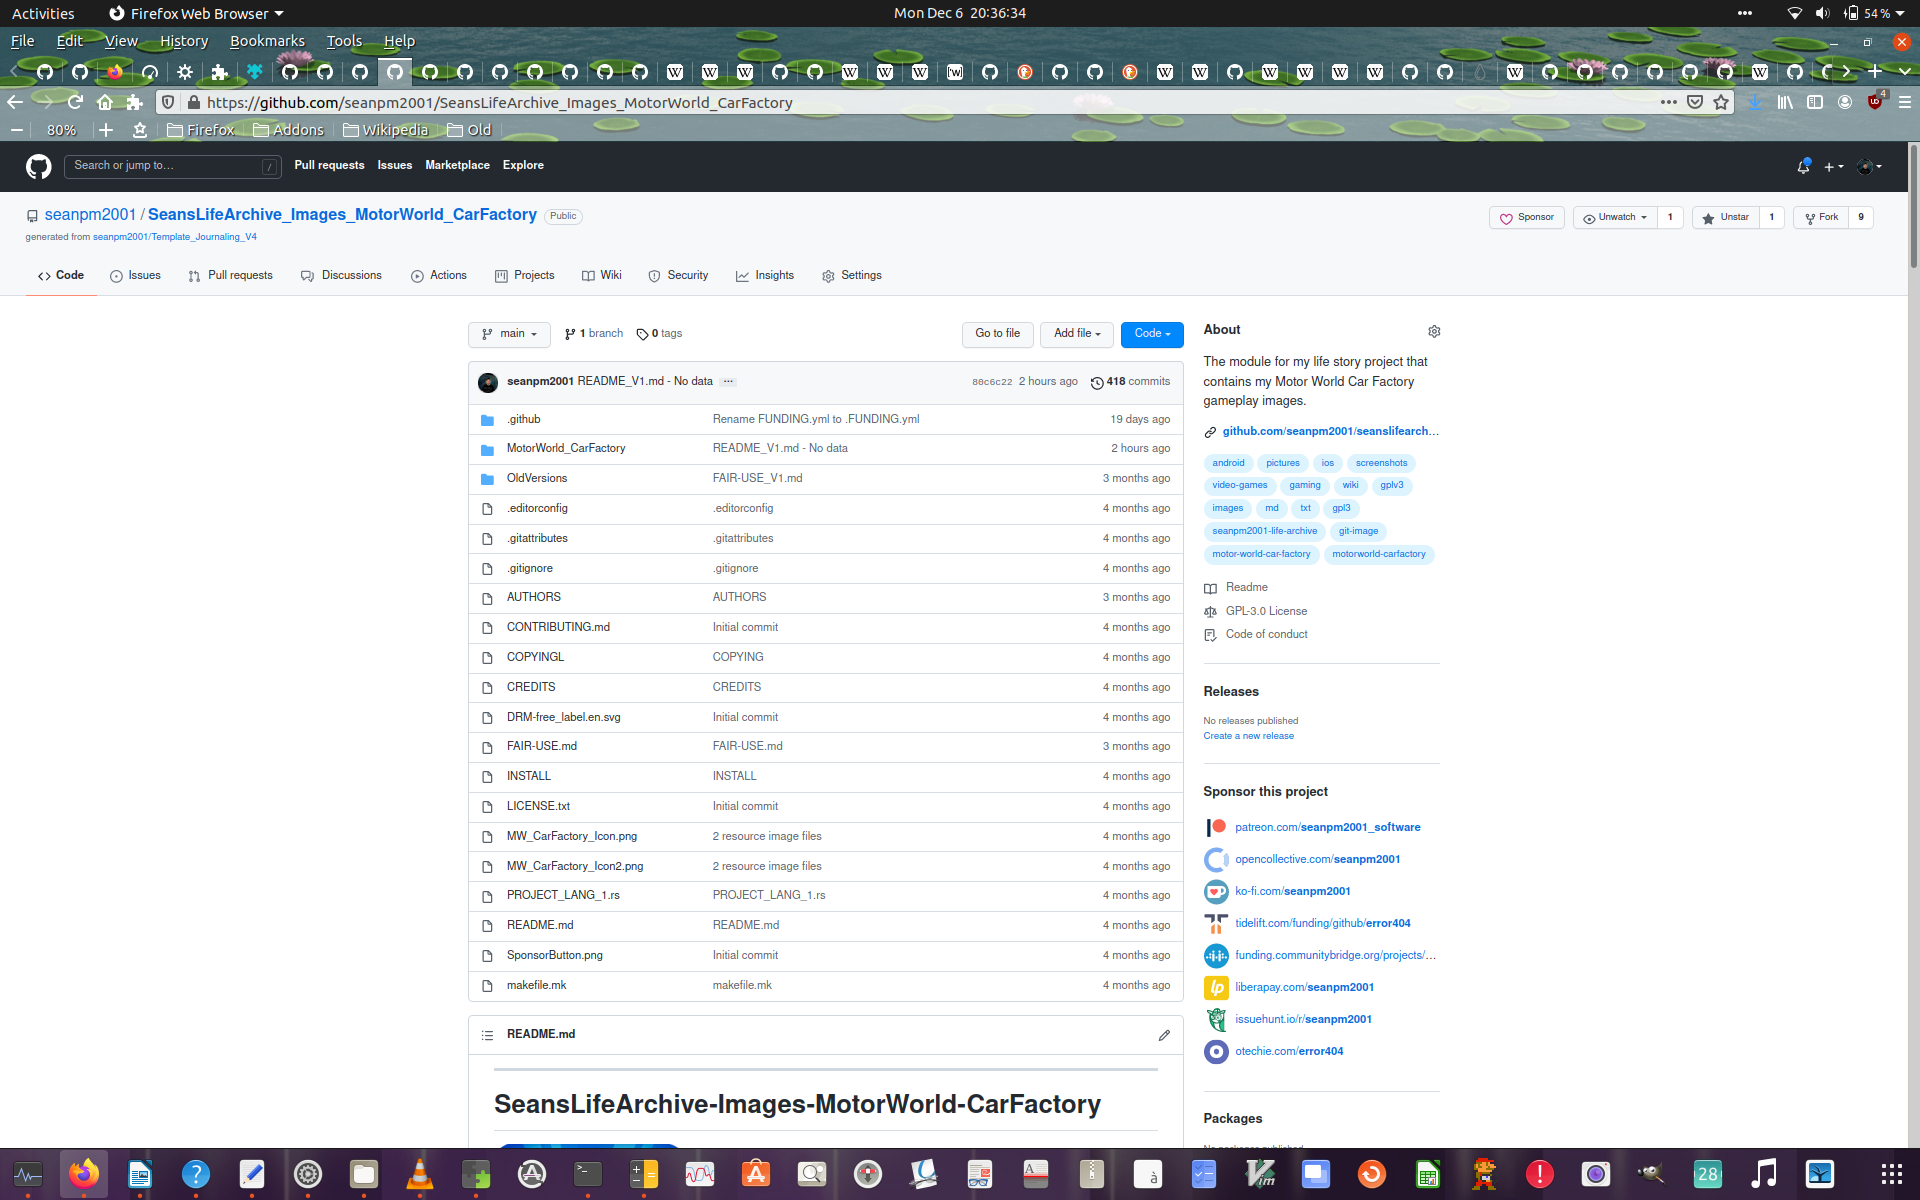 Activities Firefox Web Browser Mon Dec 6 20:36:34 54 %
File Edit View History Bookmarks Tools Help
https://github.com/seanpm2001/SeansLifeArchive_Images_MotorWorld_CarFactory 4
80% Firefox Addons Wikipedia Old
Search or jump to... / Pull requests Issues Marketplace Explore
seanpm2001 / SeansLifeArchive_Images_MotorWorld_CarFactory Public Sponsor Unwatch 1 Unstar 1 Fork 9
generated from seanpm2001/Template_Journaling_V4
Code Issues Pull requests Discussions Actions Projects Wiki Security Insights Settings
main 1 branch 0 tags Go to file Add file Code
seanpm2001 README_V1.md - No data ... 80c6c22 2 hours ago 418 commits
.github Rename FUNDING.yml to .FUNDING.yml 19 days ago
MotorWorld_CarFactory README_V1.md - No data 2 hours ago
OldVersions FAIR-USE_V1.md 3 months ago
.editorconfig .editorconfig 4 months ago
.gitattributes .gitattributes 4 months ago
.gitignore .gitignore 4 months ago
AUTHORS AUTHORS 3 months ago
CONTRIBUTING.md Initial commit 4 months ago
COPYINGL COPYING 4 months ago
CREDITS CREDITS 4 months ago
DRM-free_label.en.svg Initial commit 4 months ago
FAIR-USE.md FAIR-USE.md 3 months ago
INSTALL INSTALL 4 months ago
LICENSE.txt Initial commit 4 months ago
MW_CarFactory_Icon.png 2 resource image files 4 months ago
MW_CarFactory_Icon2.png 2 resource image files 4 months ago
PROJECT_LANG_1.rs PROJECT_LANG_1.rs 4 months ago
README.md README.md 4 months ago
SponsorButton.png Initial commit 4 months ago
makefile.mk makefile.mk 4 months ago
README.md
SeansLifeArchive-Images-MotorWorld-CarFactory
About
The module for my life story project that
contains my Motor World Car Factory
gameplay images.
github.com/seanpm2001/seanslifearch...
android pictures ios screenshots
video-games gaming wiki gplv3
images md txt gpl3
seanpm2001-life-archive git-image
motor-world-car-factory motorworld-carfactory
Readme
GPL-3.0 License
Code of conduct
Releases
No releases published
Create a new release
Sponsor this project
patreon.com/seanpm2001_software
opencollective.com/seanpm2001
ko-fi.com/seanpm2001
tidelift.com/funding/github/error404
funding.communitybridge.org/projects/...
liberapay.com/seanpm2001
issuehunt.io/r/seanpm2001
otechie.com/error404
Packages
28